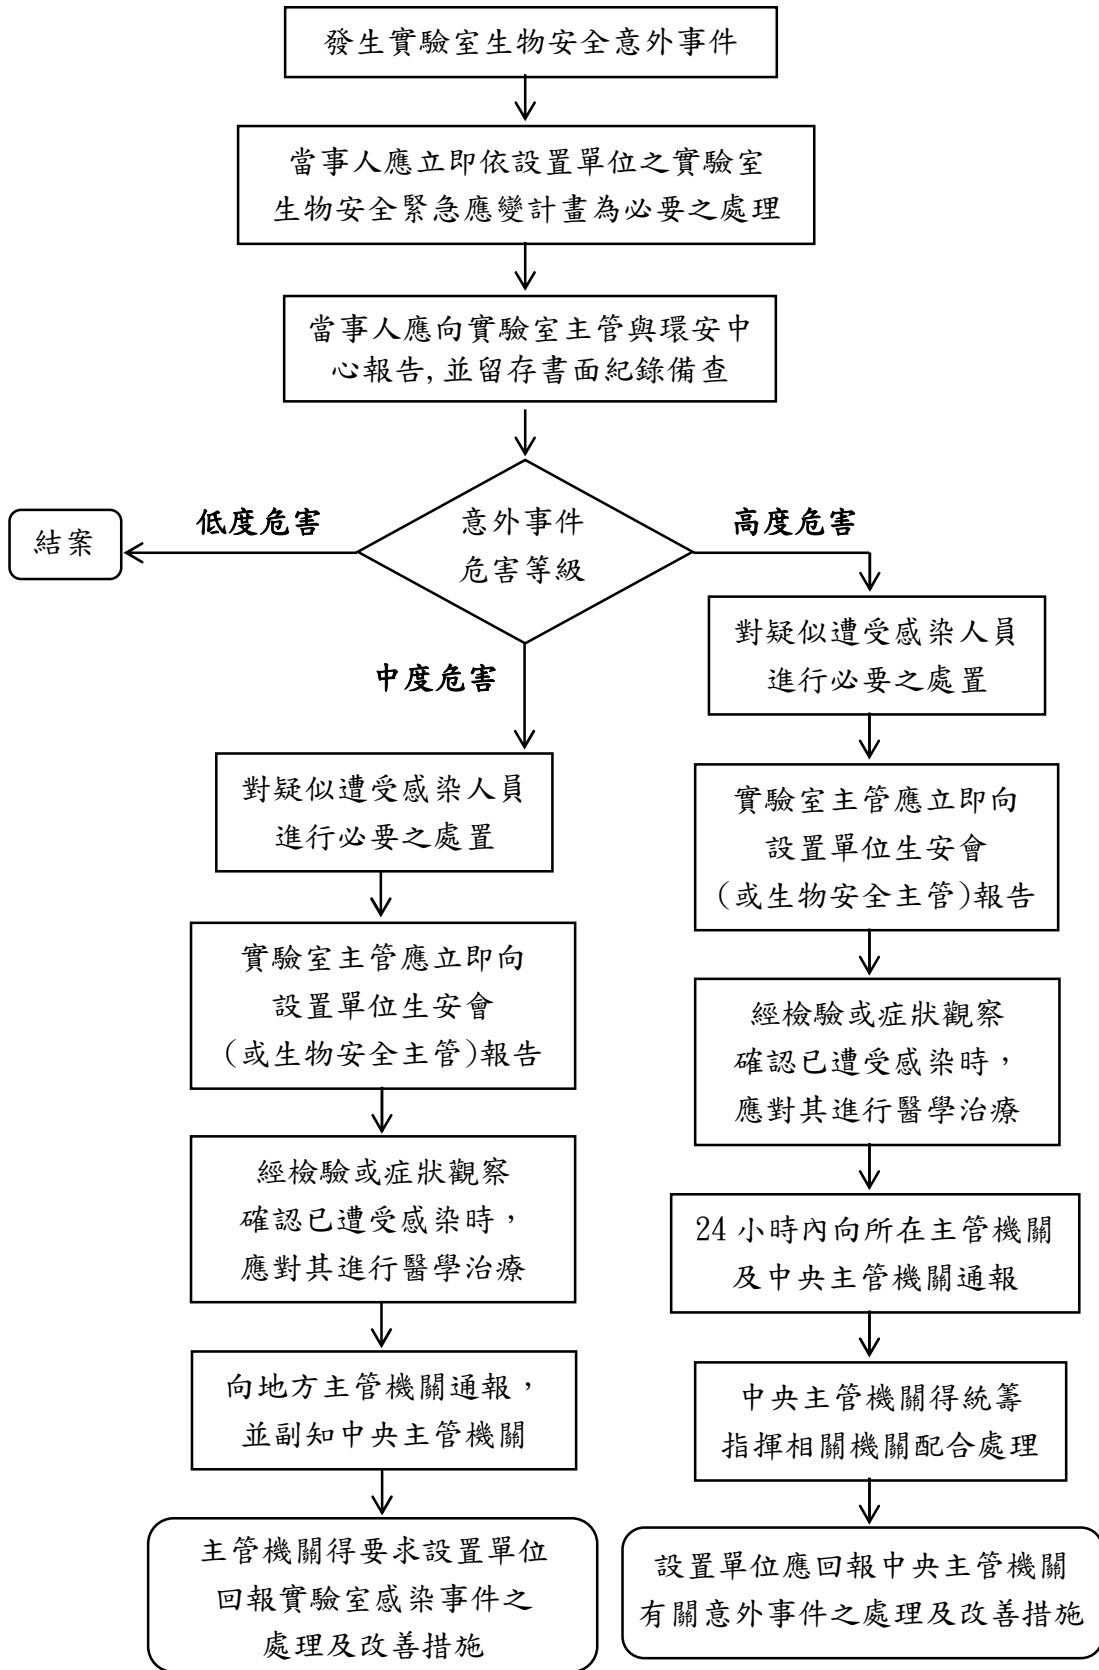 發生實驗室生物安全意外事件
當事人應立即依設置單位之實驗室
生物安全緊急應變計畫為必要之處理
當事人應向實驗室主管與環安中
心報告,並留存書面紀錄備查
意外事件
危害等級
低度危害
結案
中度危害
對疑似遭受感染人員
進行必要之處置
實驗室主管應立即向
設置單位生安會
(或生物安全主管)報告
經檢驗或症狀觀察
確認已遭受感染時，
應對其進行醫學治療
向地方主管機關通報，
並副知中央主管機關
主管機關得要求設置單位
回報實驗室感染事件之
處理及改善措施
高度危害
對疑似遭受感染人員
進行必要之處置
實驗室主管應立即向
設置單位生安會
(或生物安全主管)報告
經檢驗或症狀觀察
確認已遭受感染時，
應對其進行醫學治療
24小時內向所在主管機關
及中央主管機關通報
中央主管機關得統籌
指揮相關機關配合處理
設置單位應回報中央主管機關
有關意外事件之處理及改善措施